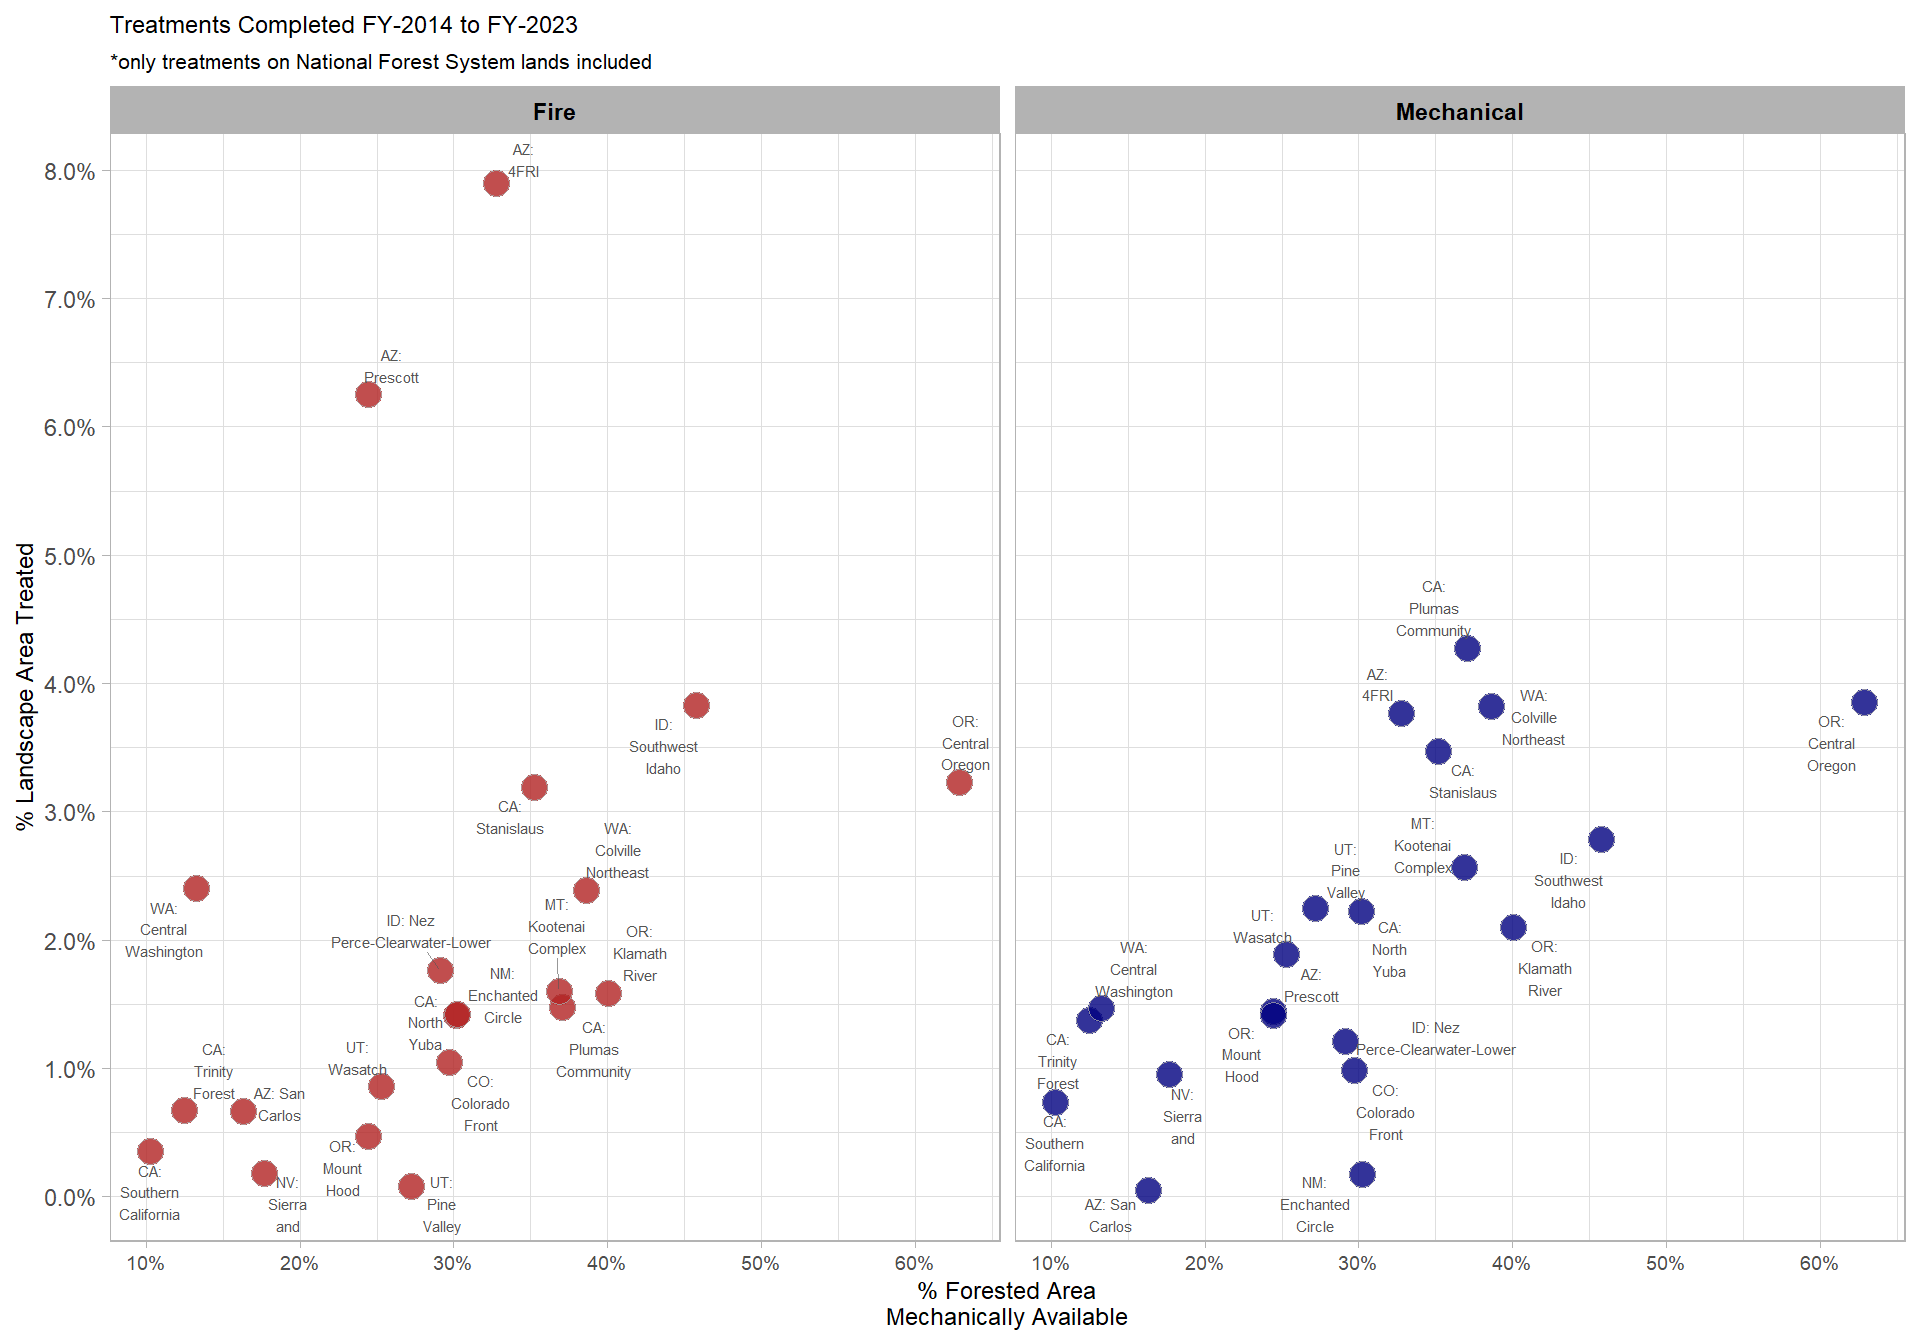 Treatments Completed FY-2014 to FY-2023
*only treatments on National Forest System lands included
Fire
Mechanical
% Landscape Area Treated
8.0%
7.0%
6.0%
5.0%
4.0%
3.0%
2.0%
1.0%
0.0%
AZ:
4FRI
AZ:
Prescott
ID:
Southwest
Idaho
OR:
Central
Oregon
CA:
Stanislaus
WA:
Colville
Northeast
WA:
Central
Washington
ID: Nez
Perce-Clearwater-Lower
MT:
Kootenai
Complex
OR:
Klamath
River
NM:
Enchanted
Circle
CA:
North
Yuba
CA:
Plumas
Community
UT:
Wasatch
CO:
Colorado
Front
CA:
Trinity
Forest
AZ: San
Carlos
OR:
Mount
Hood
CA:
Southern
California
NV:
Sierra
and
UT:
Pine
Valley
CA:
Plumas
Community
AZ:
4FRI
WA:
Colville
Northeast
OR:
Central
Oregon
CA:
Stanislaus
MT:
Kootenai
Complex
ID:
Southwest
Idaho
UT:
Pine
Valley
UT:
Wasatch
CA:
North
Yuba
OR:
Klamath
River
WA:
Central
Washington
AZ:
Prescott
CA:
Trinity
Forest
OR:
Mount
Hood
ID: Nez
Perce-Clearwater-Lower
CO:
Colorado
Front
NV:
Sierra
and
CA:
Southern
California
AZ: San
Carlos
NM:
Enchanted
Circle
10%
20%
30%
40%
50%
60%
10%
20%
30%
40%
50%
60%
% Forested Area
Mechanically Available